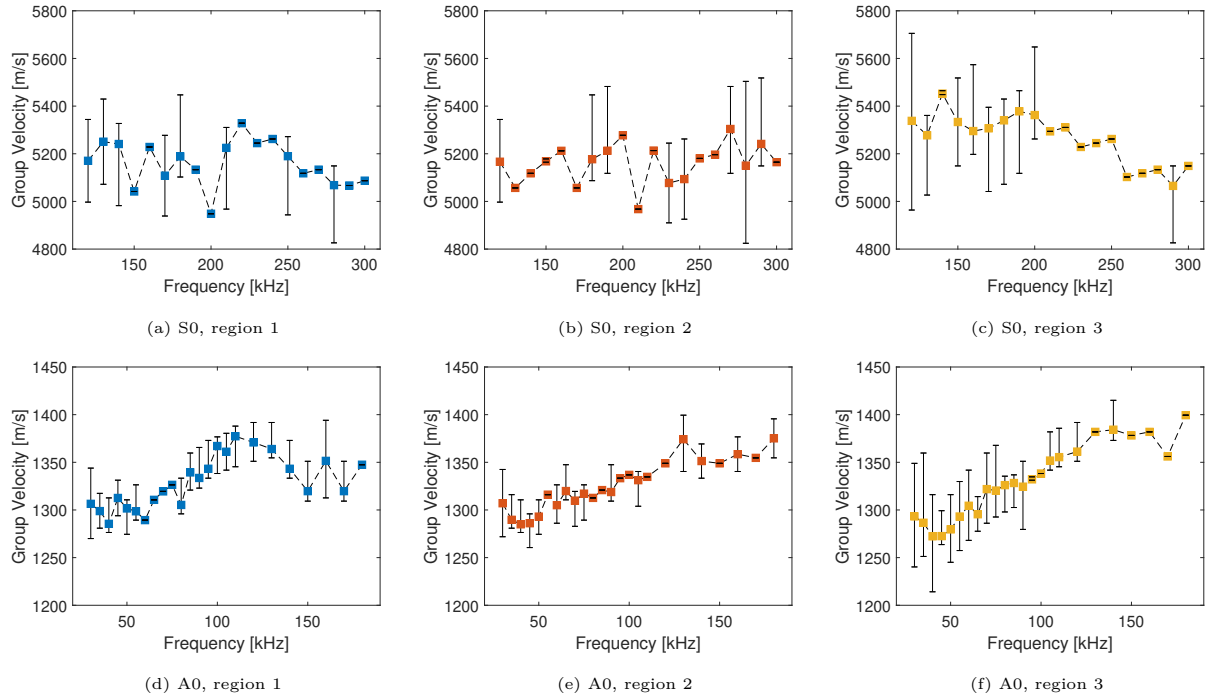 5800
5600
5400
5200
5000
4800
Group Velocity [m/s]
150 200 250 300
Frequency [kHz]
(a) S0, region 1
5800
5600
5400
5200
5000
4800
Group Velocity [m/s]
150 200 250 300
Frequency [kHz]
(b) S0, region 2
5800
5600
5400
5200
5000
4800
Group Velocity [m/s]
150 200 250 300
Frequency [kHz]
(c) S0, region 3
1450
1400
1350
1300
1250
1200
Group Velocity [m/s]
50 100 150
Frequency [kHz]
(d) A0, region 1
1450
1400
1350
1300
1250
1200
Group Velocity [m/s]
50 100 150
Frequency [kHz]
(e) A0, region 2
1450
1400
1350
1300
1250
1200
Group Velocity [m/s]
50 100 150
Frequency [kHz]
(f) A0, region 3